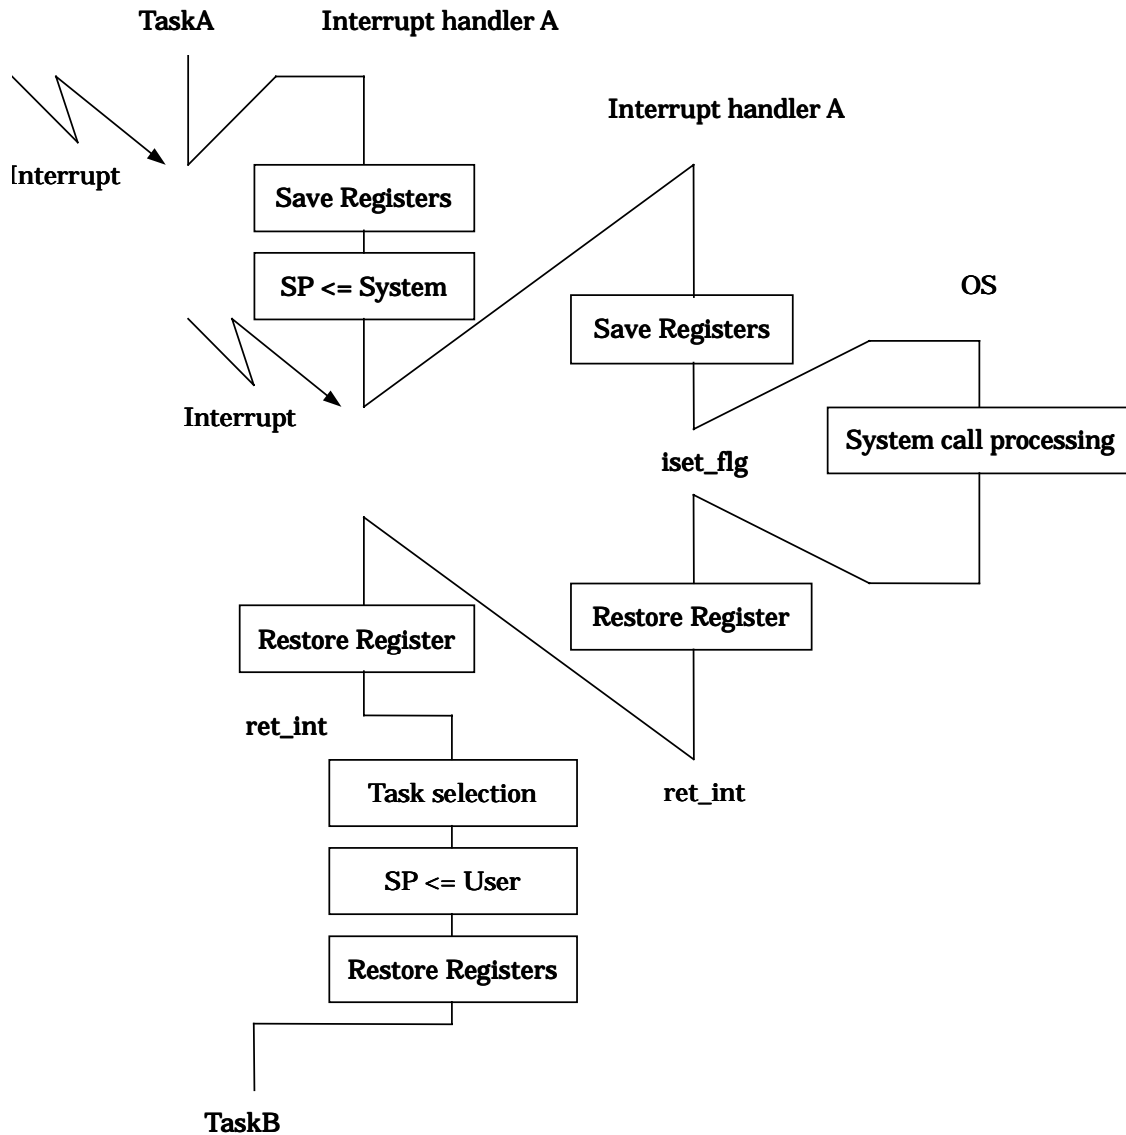 TaskA
Interrupt handler A
Interrupt handler A
Interrupt
Save Registers
SP <= System
OS
Save Registers
Interrupt
System call processing
iset_flg
Restore Register
Restore Register
ret_int
Task selection
ret_int
SP <= User
Restore Registers
TaskB